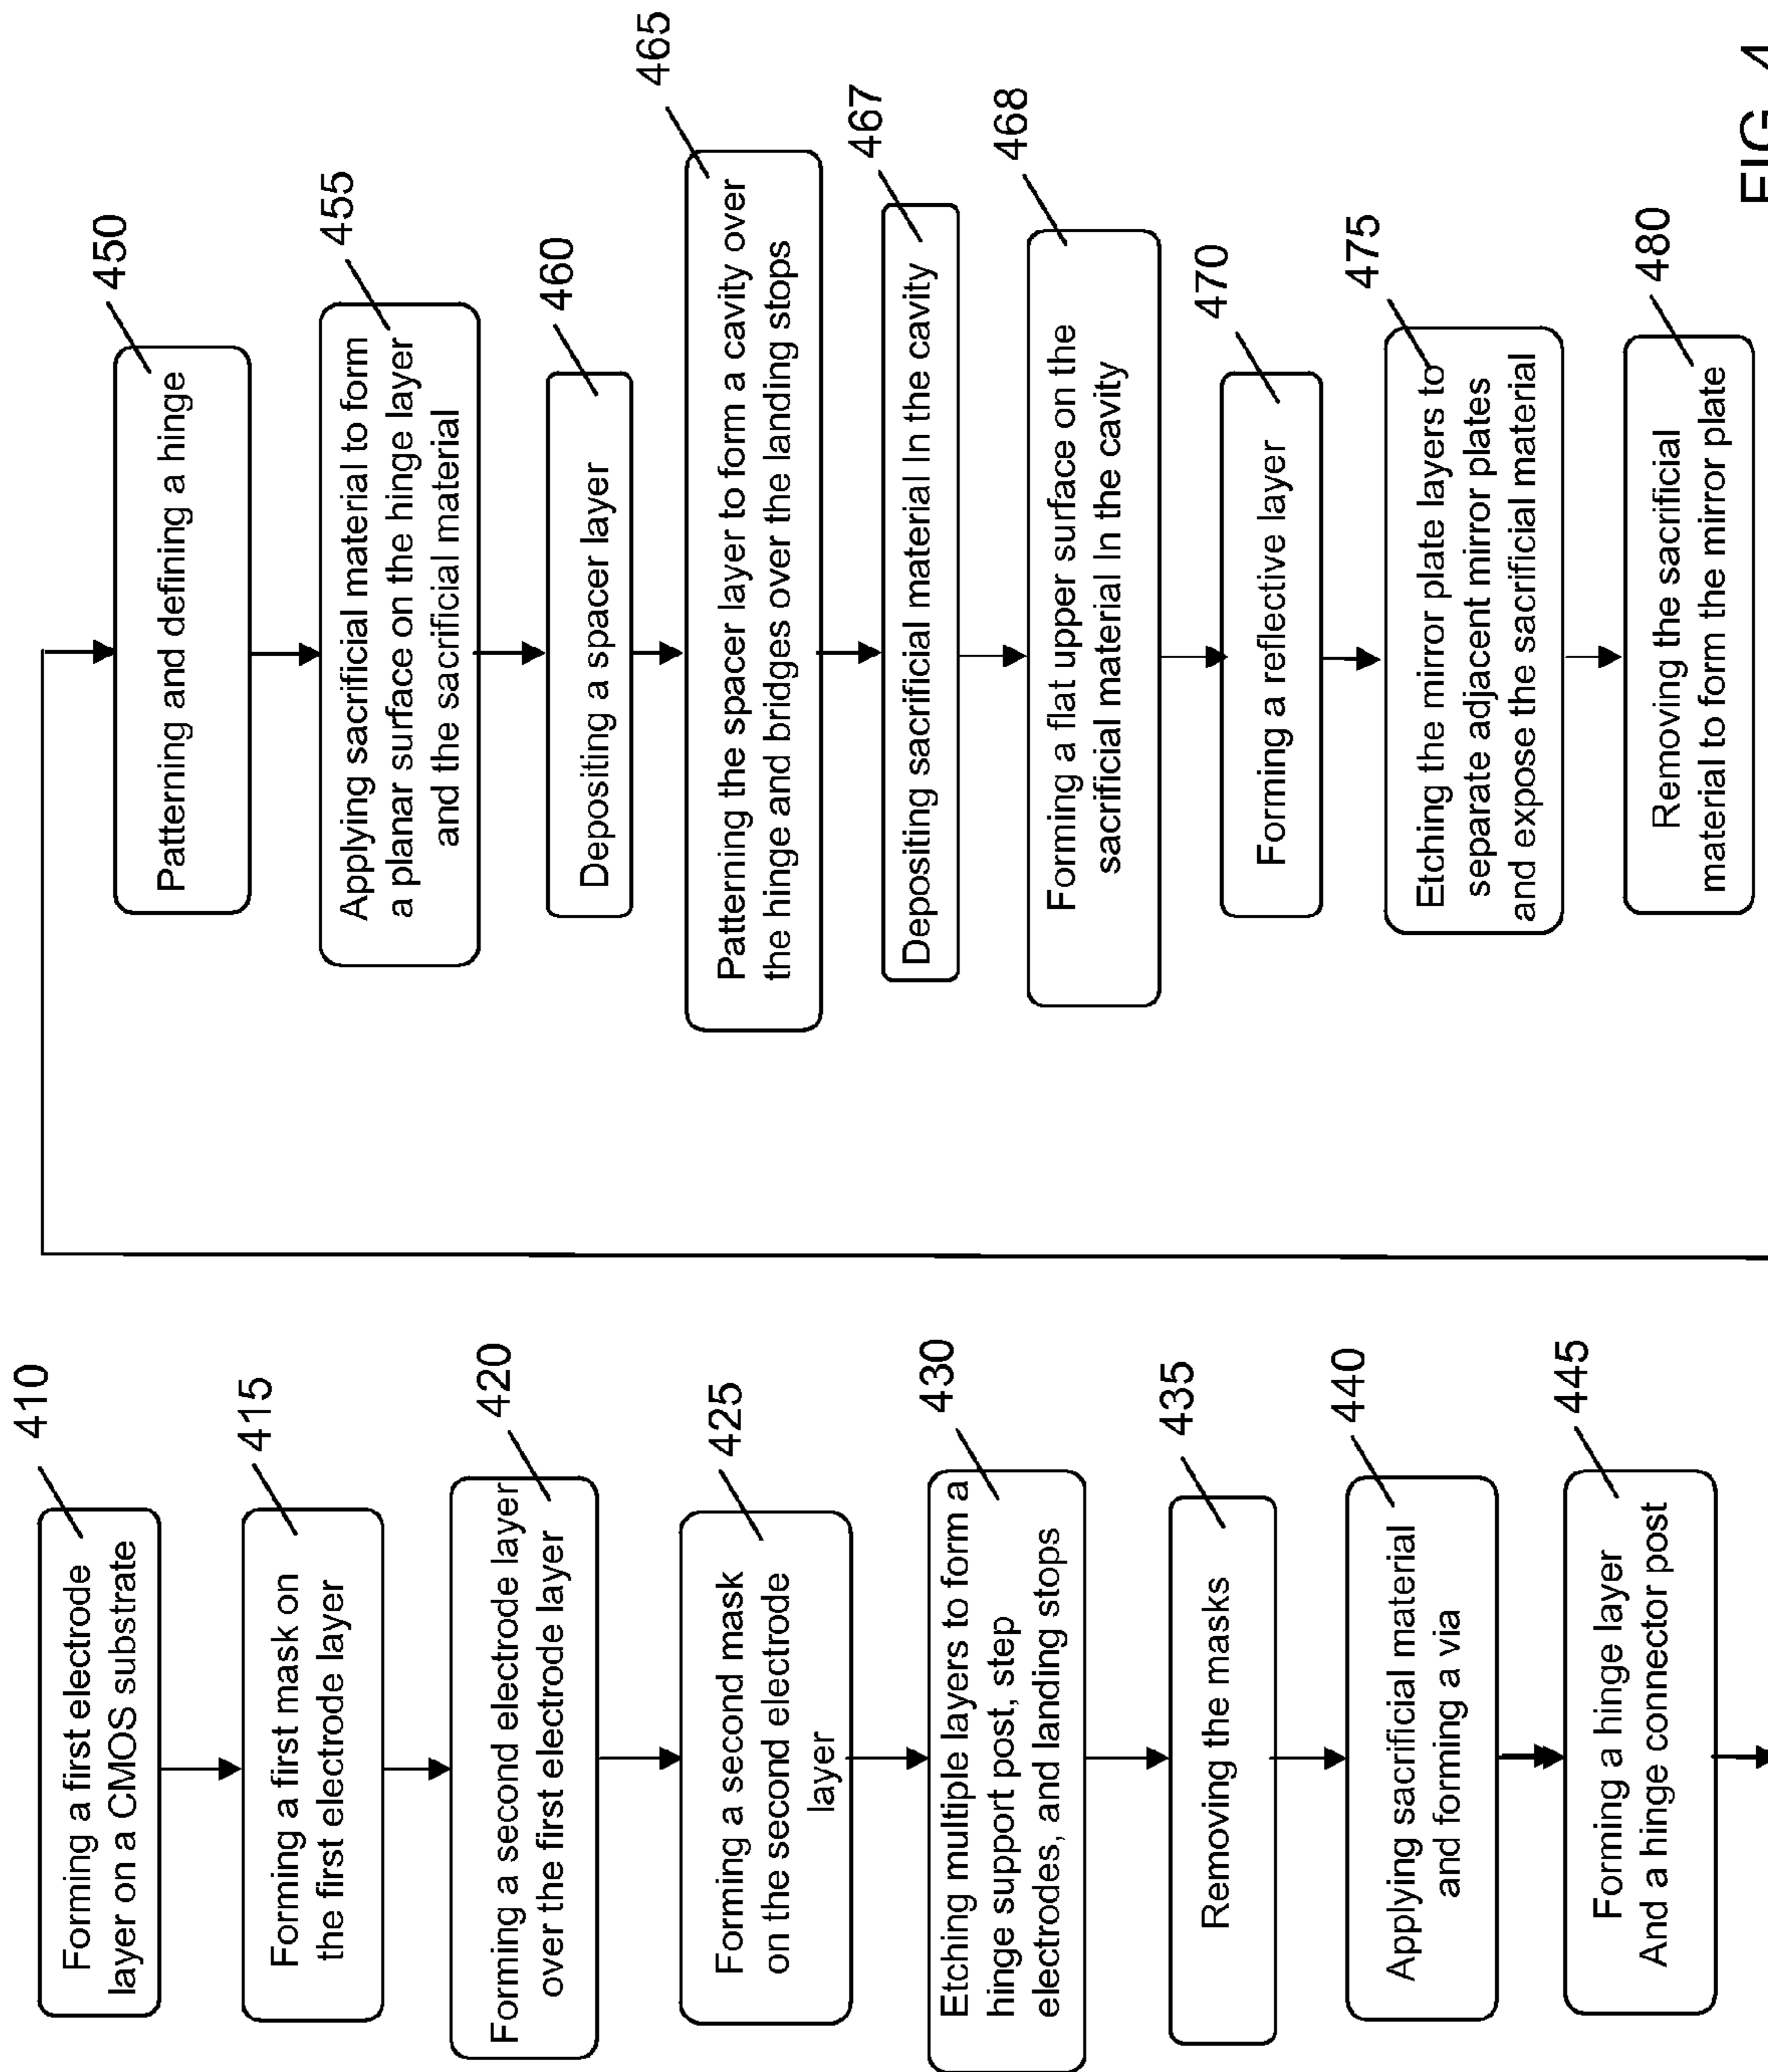 410
Forming a first electrode
layer on a CMOS substrate
415
Forming a first mask on
the first electrode layer
420
Forming a second electrode layer
over the first electrode layer
425
Forming a second mask
on the second electrode
layer
430
Etching multiple layers to form a
hinge support post, step
electrodes, and landing stops
435
Removing the masks
440
Applying sacrificial material
and forming a via
445
Forming a hinge layer
And a hinge connector post
450
Patterning and defining a hinge
455
Applying sacrificial material to form
a planar surface on the hinge layer
and the sacrificial material
460
Depositing a spacer layer
465
Patterning the spacer layer to form a cavity over
the hinge and bridges over the landing stops
467
Depositing sacrificial material In the cavity
468
Forming a flat upper surface on the
sacrificial material In the cavity
470
Forming a reflective layer
475
Etching the mirror plate layers to
separate adjacent mirror plates
and expose the sacrificial material
480
Removing the sacrificial
material to form the mirror plate
FIG. 4